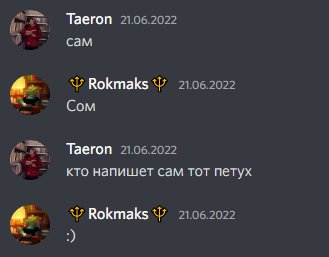 Taeron 21.06.2022
сам
🔱Rokmaks🔱 21.06.2022
Сом
Taeron 21.06.2022
кто напишет сам тот петух
🔱Rokmaks🔱 21.06.2022
:)